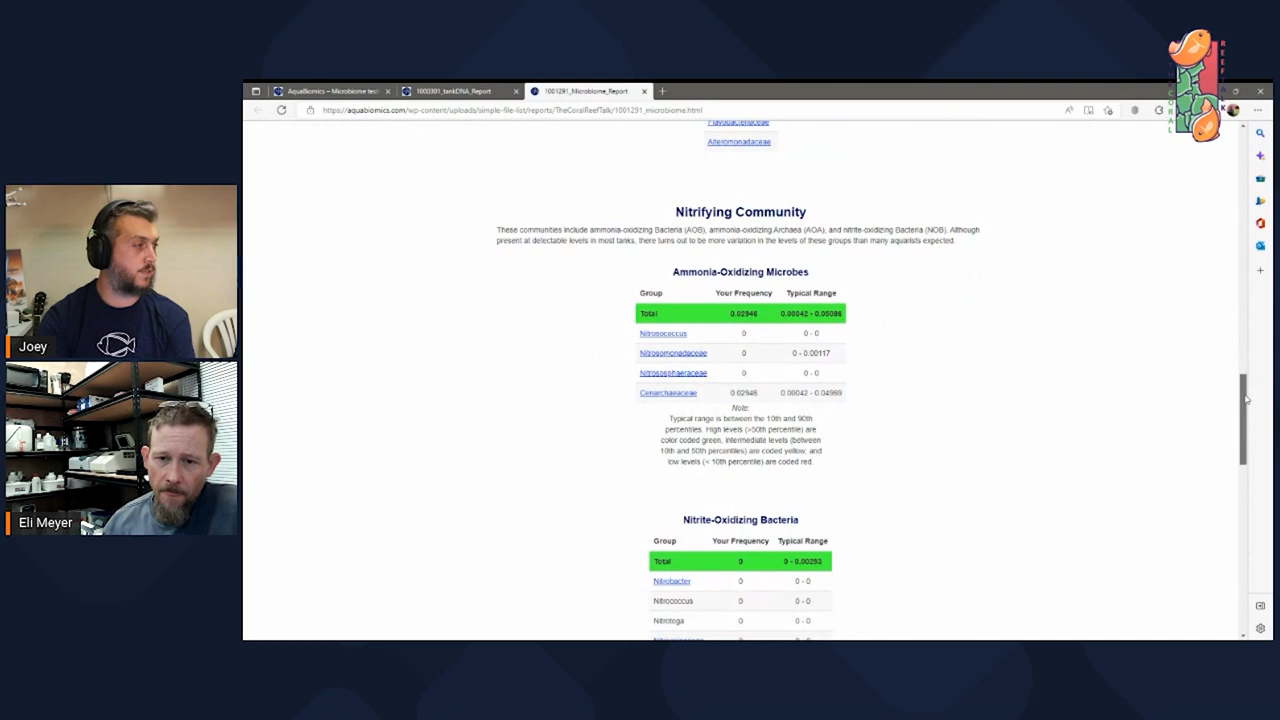 AquaBiomics – Microbiome test
1000301_tankDNA_Report
1001291_Microbiome_Report
https://aquabiomics.com/wp-content/uploads/simple-file-list/reports/TheCoralReefTalk/1001291_microbiome.html
REEF TALK
THE CORAL
Flavobacteriaceae
Alteromonadaceae
Nitrifying Community
These communities include ammonia-oxidizing Bacteria (AOB), ammonia-oxidizing Archaea (AOA), and nitrite-oxidizing Bacteria (NOB). Although
present at detectable levels in most tanks, there turns out to be more variation in the levels of these groups than many aquarists expected.
Ammonia-Oxidizing Microbes
Group Your Frequency Typical Range
Total 0.02946 0.00042 - 0.05086
Nitrosococcus 0 0 - 0
Nitrosomonadaceae 0 0 - 0.00117
Nitrososphaeraceae 0 0 - 0
Cenarchaeaceae 0.02946 0.00042 - 0.04969
Note:
Typical range is between the 10th and 90th
percentiles. High levels (>50th percentile) are
color coded green, intermediate levels (between
10th and 50th percentiles) are coded yellow, and
low levels (< 10th percentile) are coded red.
Nitrite-Oxidizing Bacteria
Group Your Frequency Typical Range
Total 0 0 - 0.00293
Nitrobacter 0 0 - 0
Nitrococcus 0 0 - 0
Nitrotoga 0 0 - 0
Joey
Eli Meyer